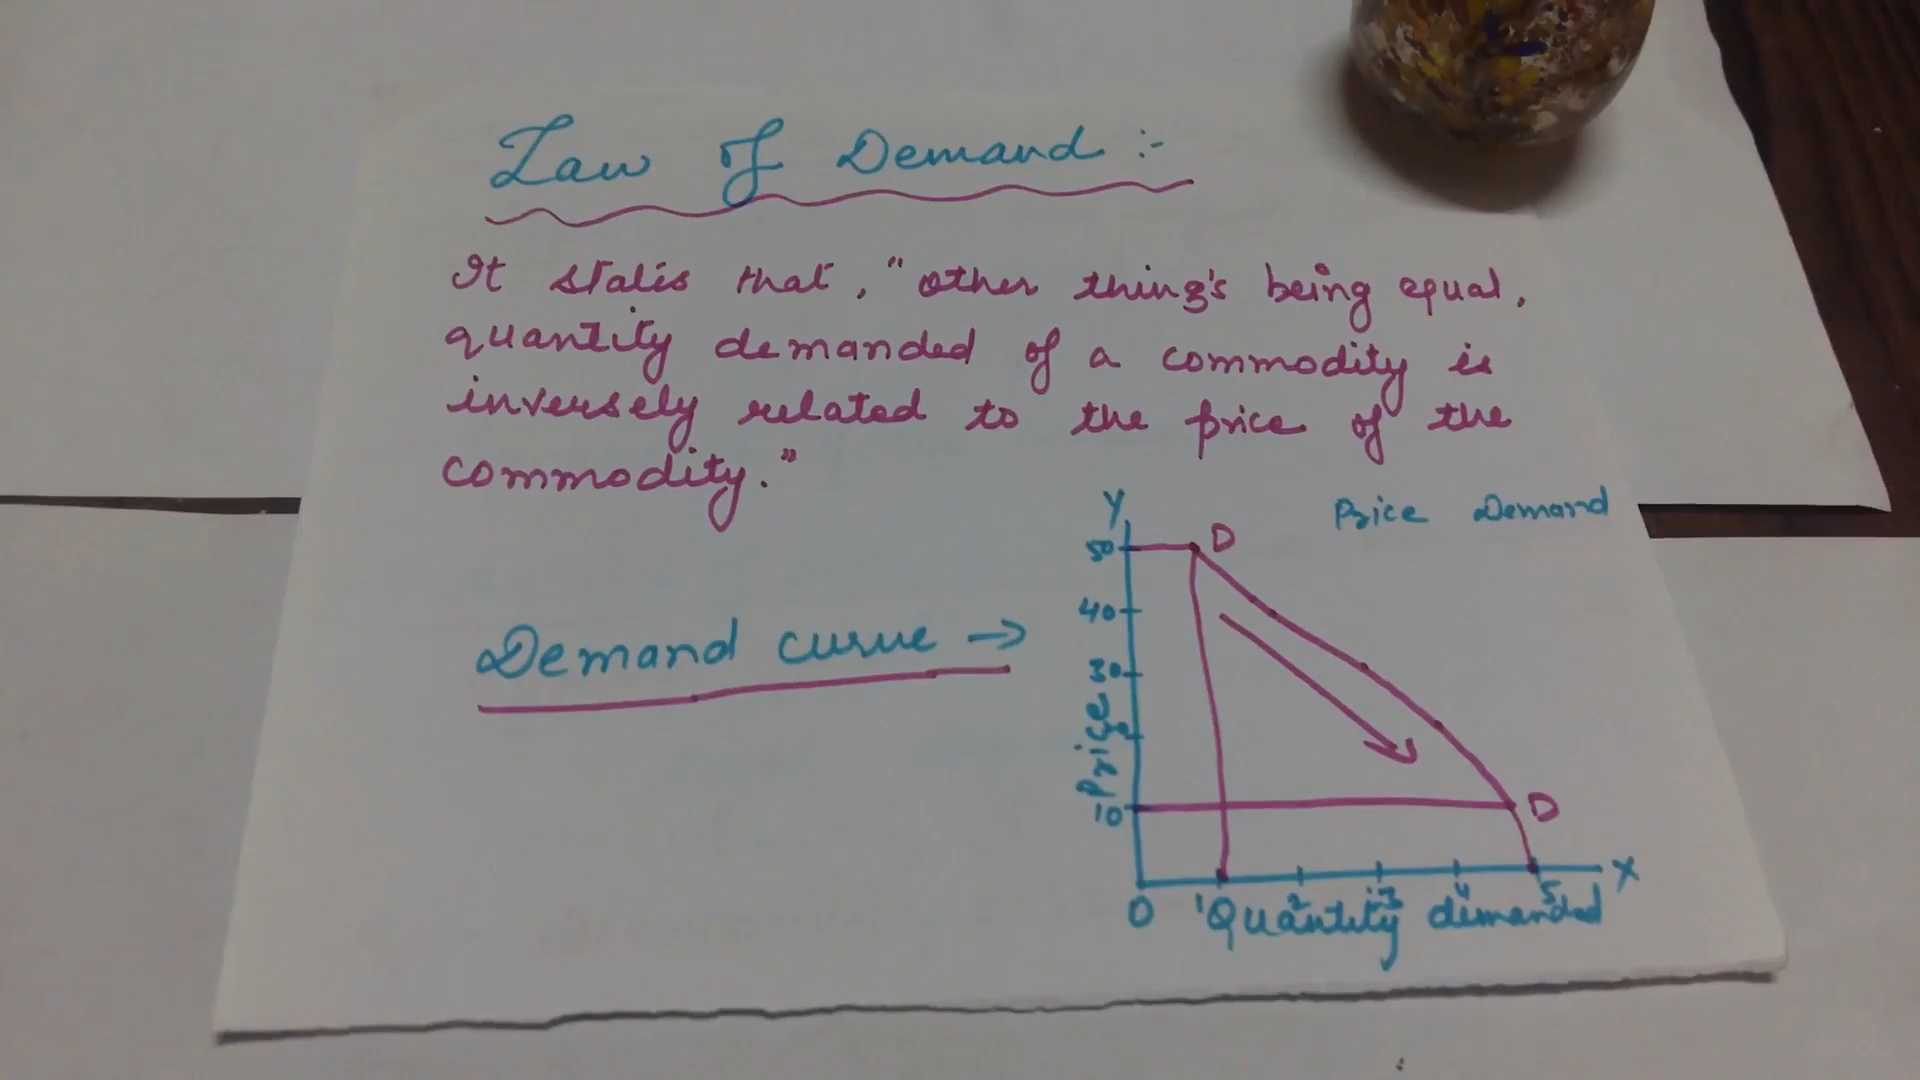 Law of Demand :-
It states that, "other thing's being equal,
quantity demanded of a commodity is
inversely related to the price of the
commodity."
Price Demand
Demand curve →
Y
50
D
40
30
Price
10
D
X
0 1 2 3 4 5
Quantity demanded